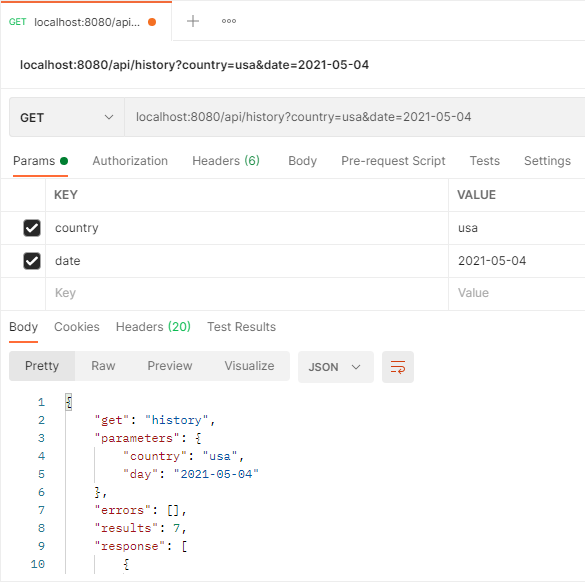 GET localhost:8080/api...
localhost:8080/api/history?country=usa&date=2021-05-04
GET localhost:8080/api/history?country=usa&date=2021-05-04
Params Authorization Headers (6) Body Pre-request Script Tests Settings
KEY VALUE
country usa
date 2021-05-04
Key Value
Body Cookies Headers (20) Test Results
Pretty Raw Preview Visualize JSON
1 {
2 "get": "history",
3 "parameters": {
4 "country": "usa",
5 "day": "2021-05-04"
6 },
7 "errors": [],
8 "results": 7,
9 "response": [
10 {